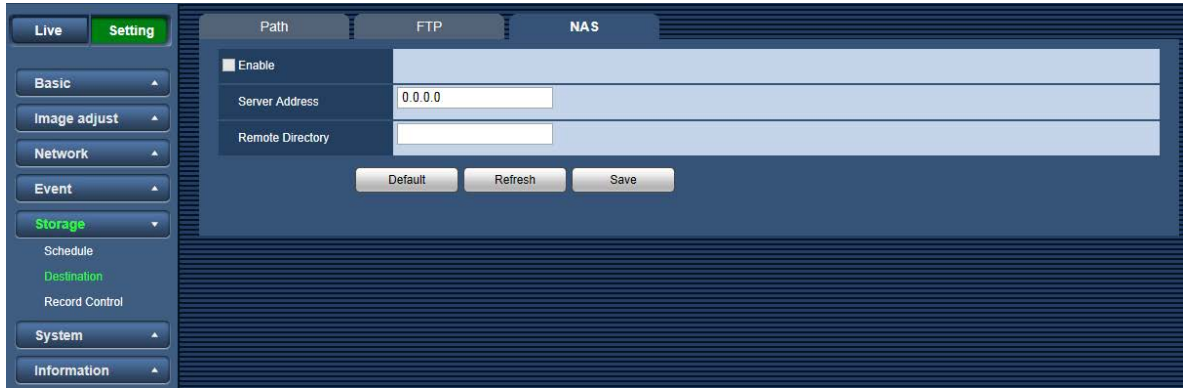 Live Setting
Basic
Image adjust
Network
Event
Storage
Schedule
Destination
Record Control
System
Information
Path FTP NAS
Enable
Server Address 0.0.0.0
Remote Directory
Default Refresh Save